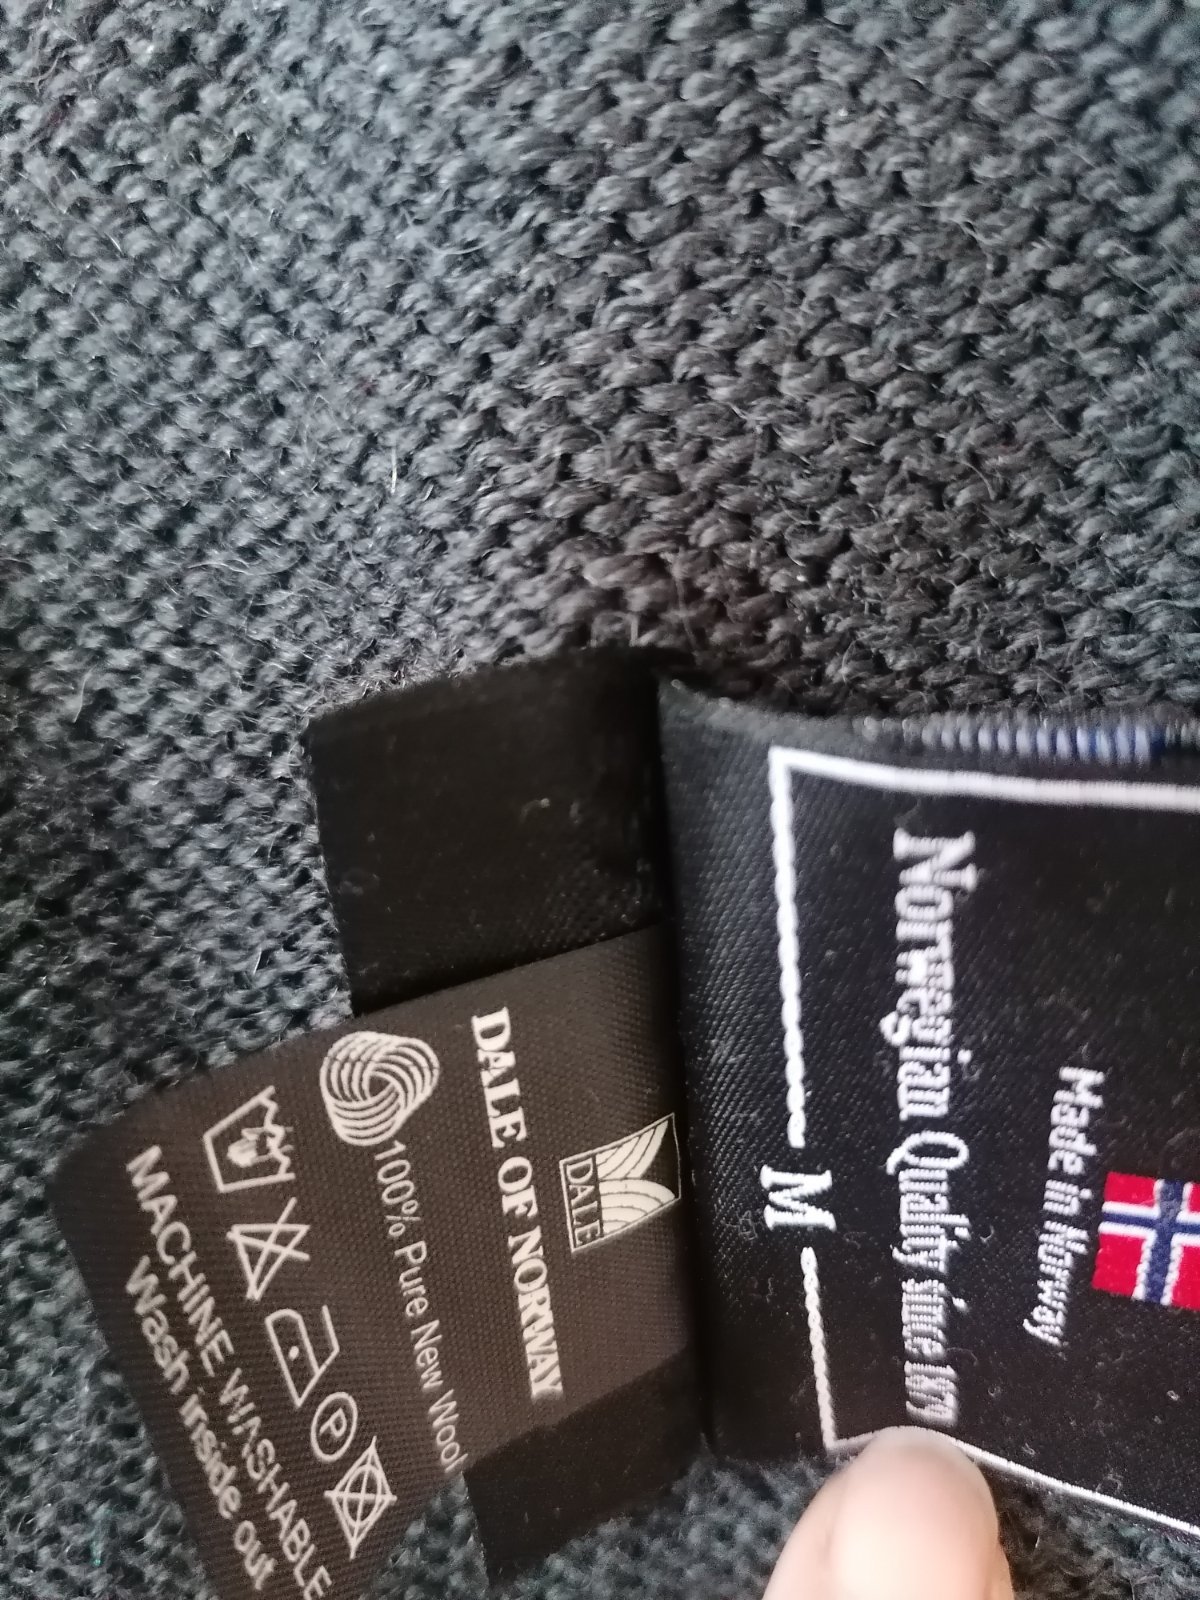 Made in Norway
Norwegian Quality since 1879
M
DALE
DALE OF NORWAY
100% Pure New Wool
P
MACHINE WASHABLE
Wash inside out